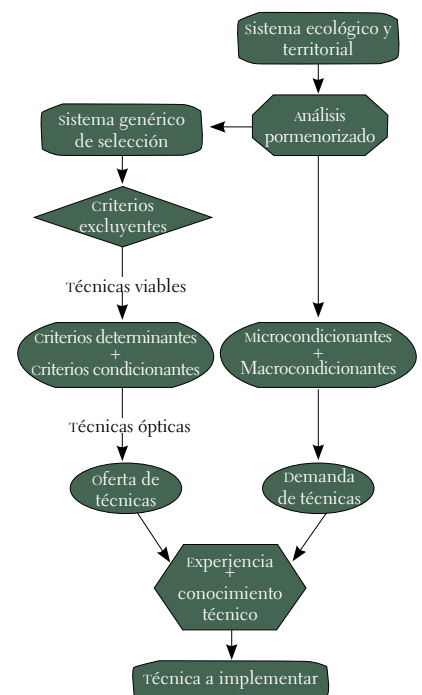 Sistema ecológico y
territorial
Análisis
pormenorizado
Sistema genérico
de selección
Criterios
excluyentes
Técnicas viables
Criterios determinantes
+
Criterios condicionantes
Microcondicionantes
+
Macrocondicionantes
Técnicas ópticas
Oferta de
técnicas
Demanda
de técnicas
Experiencia
+
conocimiento
técnico
Técnica a implementar